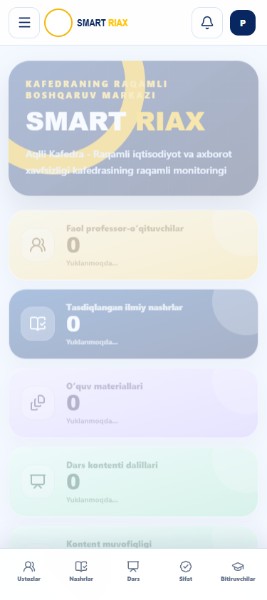 SMART RIAX
P
KAFEDRANING RAQAMLI
BOSHQARUV MARKAZI
SMART RIAX
Aqlli Kafedra - Raqamli iqtisodiyot va axborot
xavfsizligi kafedrasining raqamli monitoringi
Faol professor-o'qituvchilar
0
Yuklanmoqda...
Tasdiqlangan ilmiy nashrlar
0
Yuklanmoqda...
O'quv materiallari
0
Yuklanmoqda...
Dars kontenti dalillari
0
Yuklanmoqda...
Kontent muvofiqligi
Ustozlar Nashrlar Dars Sifat Bitiruvchilar